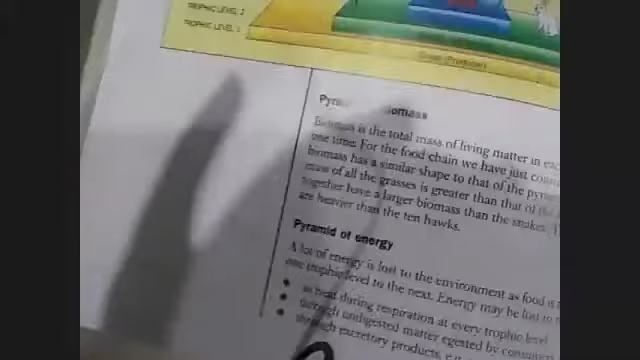 TROPHIC LEVEL 2
TROPHIC LEVEL 1
Grass (Producer)
Biomass is the total mass of living matter in each
one time. For the food chain we have just
biomass has a similar shape to that of the
mass of all the grasses is greater than that of the
together have a larger biomass than the snakes.
are heavier than the ten hawks.
Pyramid of energy
A lot of energy is lost to the environment as food is
one trophic level to the next. Energy may be lost to
• as heat during respiration at every trophic level
• through undigested matter egested by
• through excretory products,